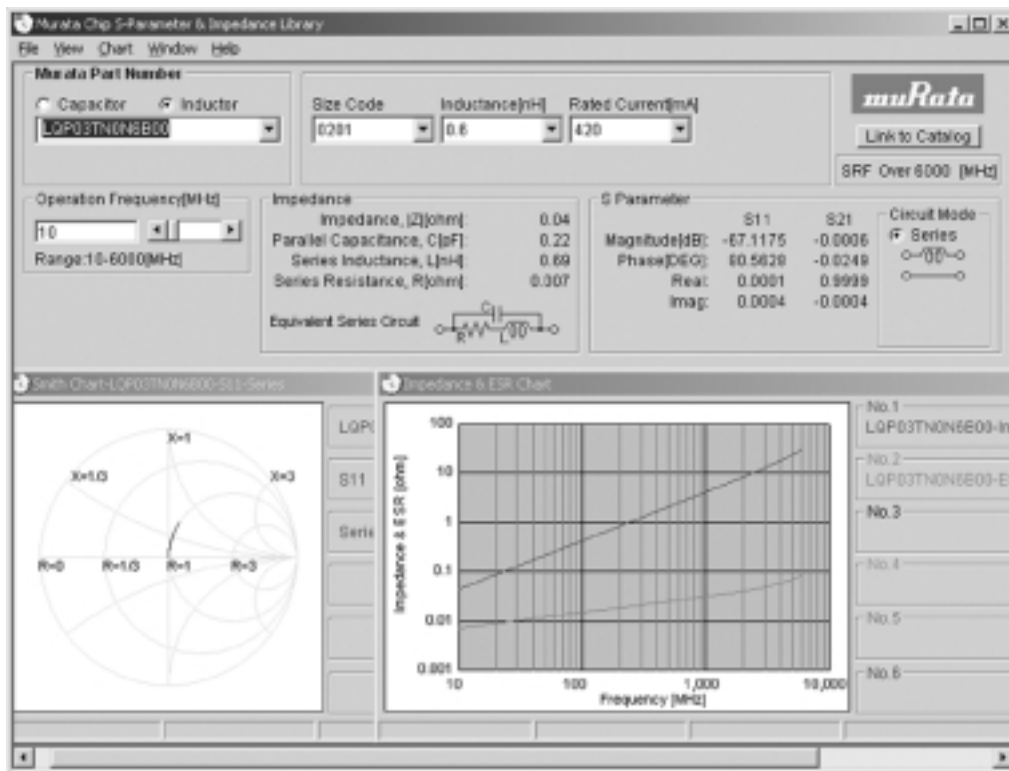 Murata Chip S-Parameter & Impedance Library
File View Chart Window Help
Murata Part Number
Capacitor Inductor
LQP03TN0N6B00
Size Code Inductance[nH] Rated Current[mA]
0201 0.6 420
muRata
Link to Catalog
SRF Over 6000 [MHz]
Operation Frequency[MHz]
10
Range:10-6000[MHz]
Impedance
Impedance, |Z|[ohm]: 0.04
Parallel Capacitance, C[pF]: 0.22
Series Inductance, L[nH]: 0.69
Series Resistance, R[ohm]: 0.007
Equivalent Series Circuit
C
R L
S Parameter
S11 S21
Magnitude[dB]: -67.1175 -0.0006
Phase[DEG]: 80.5628 -0.0249
Real: 0.0001 0.9999
Imag: 0.0004 -0.0004
Circuit Mode
Series
Smith Chart-LQP03TN0N6B00-S11-Series
X=1
X=1/3 X=3
R=0 R=1/3 R=1 R=3
LQP0
S11
Serie
Impedance & ESR Chart
Impedance & ESR [ohm]
100
10
1
0.1
0.01
0.001
10 100 1,000 10,000
Frequency [MHz]
No.1
LQP03TN0N6B00-Im
No.2
LQP03TN0N6B00-E
No.3
No.4
No.5
No.6